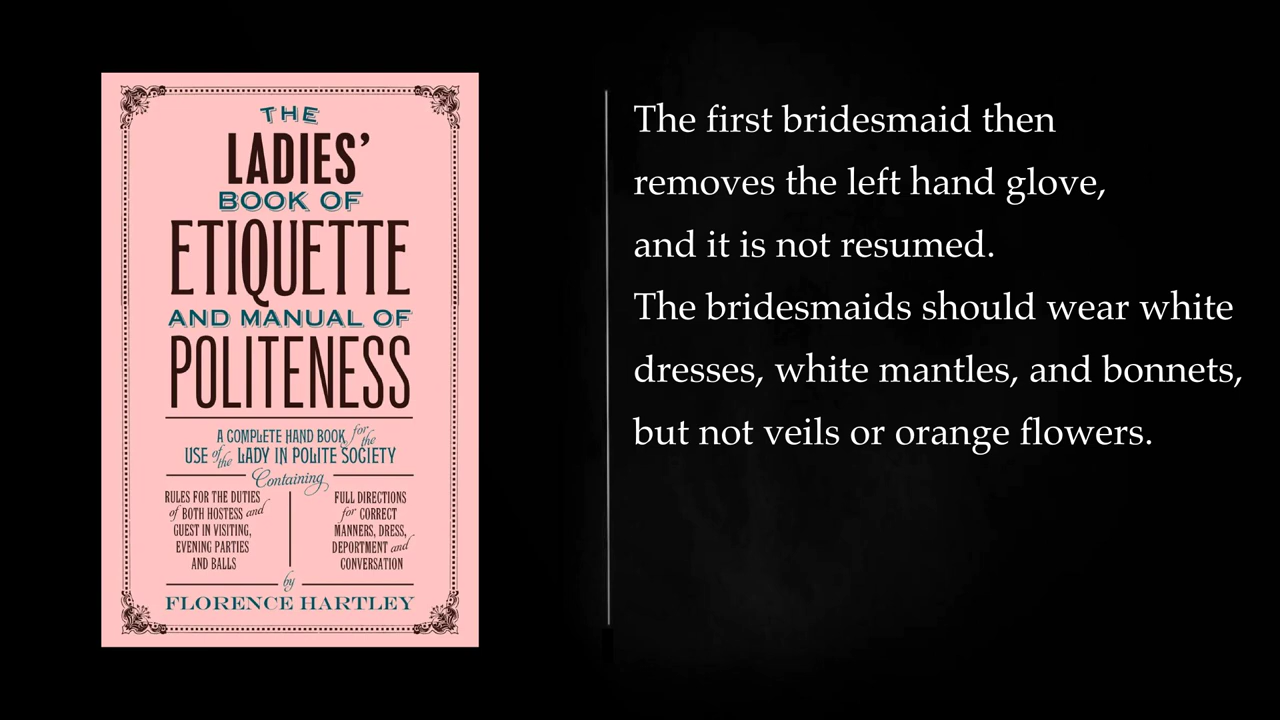 THE
LADIES'
BOOK OF
ETIQUETTE
AND MANUAL OF
POLITENESS
A COMPLETE HAND BOOK for the
USE of the LADY IN POLITE SOCIETY
Containing
RULES FOR THE DUTIES
of BOTH HOSTESS and
GUEST IN VISITING,
EVENING PARTIES
AND BALLS
FULL DIRECTIONS
for CORRECT
MANNERS, DRESS,
DEPORTMENT and
CONVERSATION
by
FLORENCE HARTLEY
The first bridesmaid then
removes the left hand glove,
and it is not resumed.
The bridesmaids should wear white
dresses, white mantles, and bonnets,
but not veils or orange flowers.